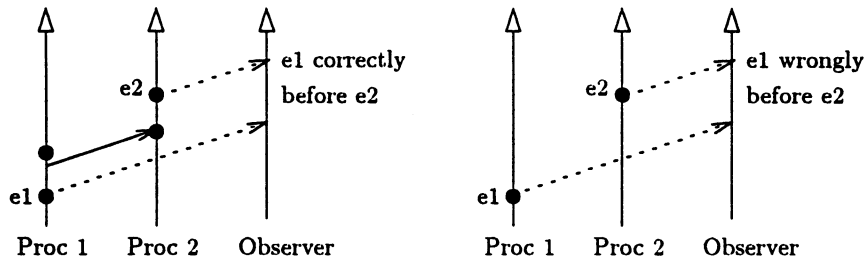 e1 correctly
before e2
e2
e1
Proc 1 Proc 2 Observer
e1 wrongly
before e2
e2
e1
Proc 1 Proc 2 Observer